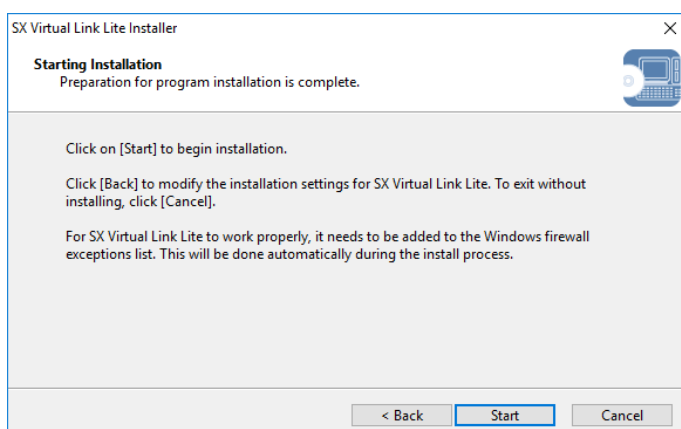 SX Virtual Link Lite Installer
Starting Installation
Preparation for program installation is complete.
Click on [Start] to begin installation.
Click [Back] to modify the installation settings for SX Virtual Link Lite. To exit without
installing, click [Cancel].
For SX Virtual Link Lite to work properly, it needs to be added to the Windows firewall
exceptions list. This will be done automatically during the install process.
< Back
Start
Cancel